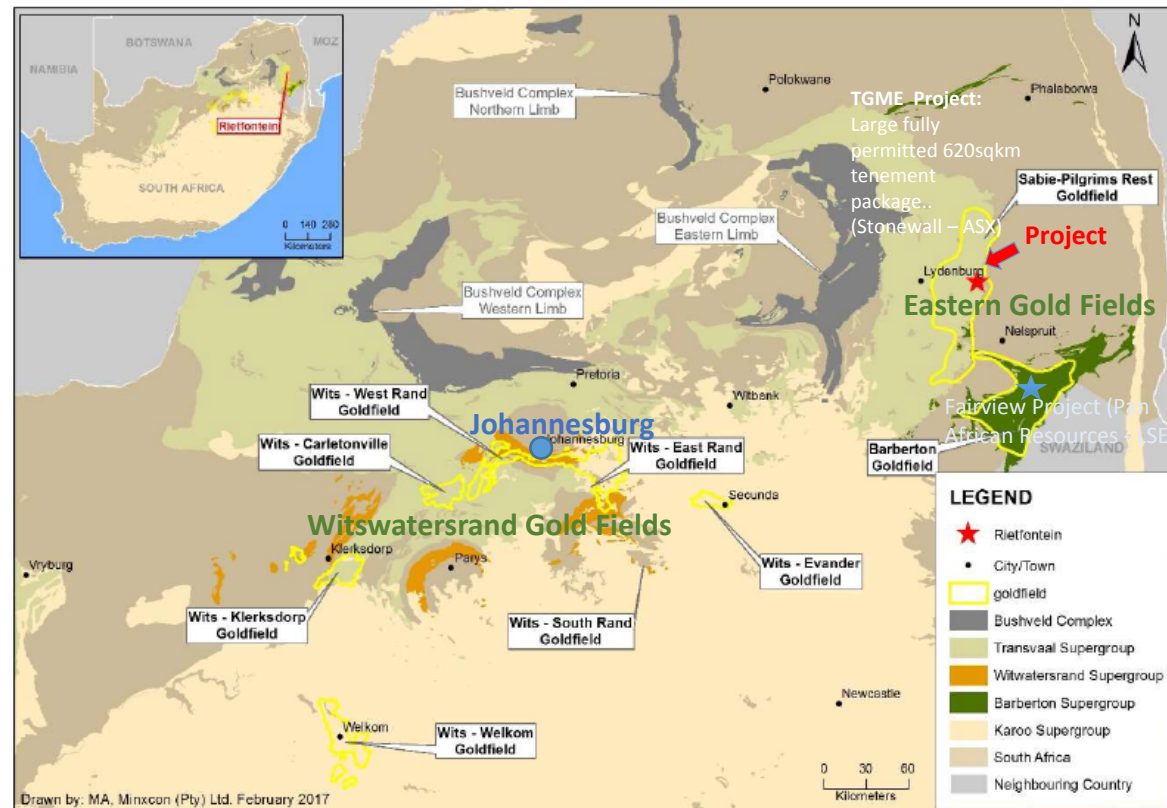 BOTSWANA
MOZ
NAMIBIA
Rietfontein
SOUTH AFRICA
0 140 280
Kilometers
N
Bushveld Complex
Northern Limb
Polokwane
Phalaborwa
TGME Project:
Large fully
permitted 620sqkm
tenement
package..
(Stonewall – ASX)
Sabie-Pilgrims Rest
Goldfield
Bushveld Complex
Eastern Limb
Project
Lydenburg
Bushveld Complex
Western Limb
Eastern Gold Fields
Nelspruit
Pretoria
Wits - West Rand
Goldfield
Witbank
Johannesburg
Johannesburg
Fairview Project (Pan
African Resources
Wits - Carletonville
Goldfield
Wits - East Rand
Goldfield
Barberton
Goldfield
SWAZILAND
Secunda
Witswatersrand Gold Fields
Klerksdorp
Parys
Vryburg
Wits - Evander
Goldfield
Wits - Klerksdorp
Goldfield
Wits - South Rand
Goldfield
Newcastle
Welkom
Wits - Welkom
Goldfield
0 30 60
Kilometers
LEGEND
Rietfontein
City/Town
goldfield
Bushveld Complex
Transvaal Supergroup
Witwatersrand Supergroup
Barberton Supergroup
Karoo Supergroup
South Africa
Neighbouring Country
Drawn by: MA, Minxcon (Pty) Ltd. February 2017